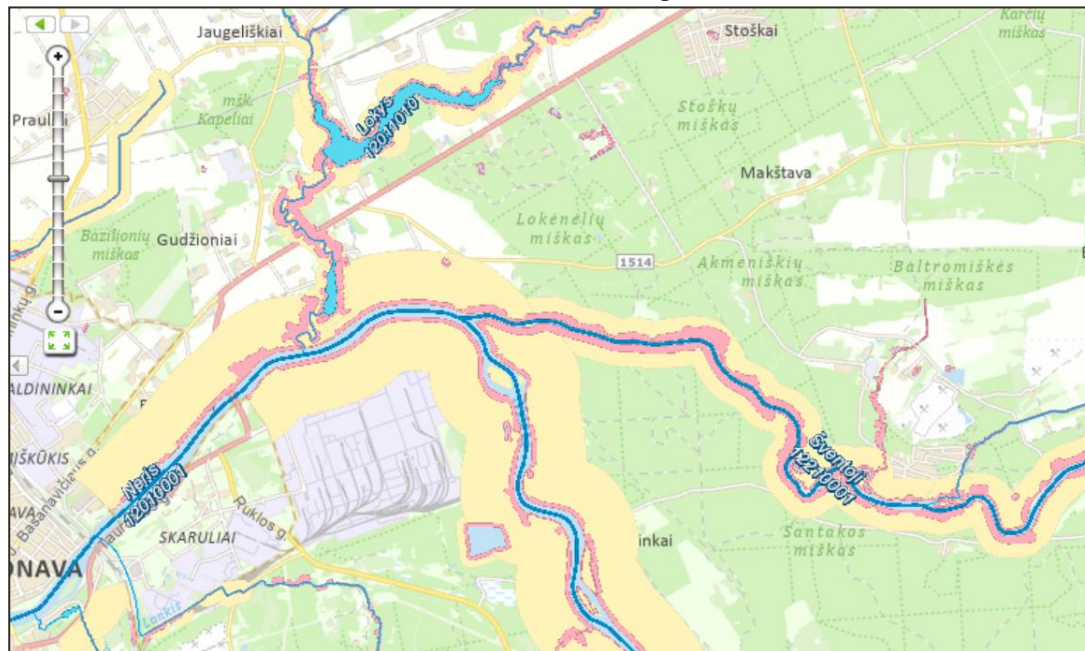 Jaugeliškiai
Stoškai
Karčių
miškas
mšk.
Kapeliai
Lokys
12011010
Stoškų
miškas
Makštava
Lokėnėlių
miškas
Bazilionių
miškas
Gudžioniai
1514
Akmeniškių
miškas
Baltromiškės
miškas
ALDININKAI
IŠKŪKIS
J. Basanavičiaus g.
Neris
12010001
Ruklos g.
SKARULIAI
Šventoji
12210001
inkai
Santakos
miškas
ONAVA
Lankis